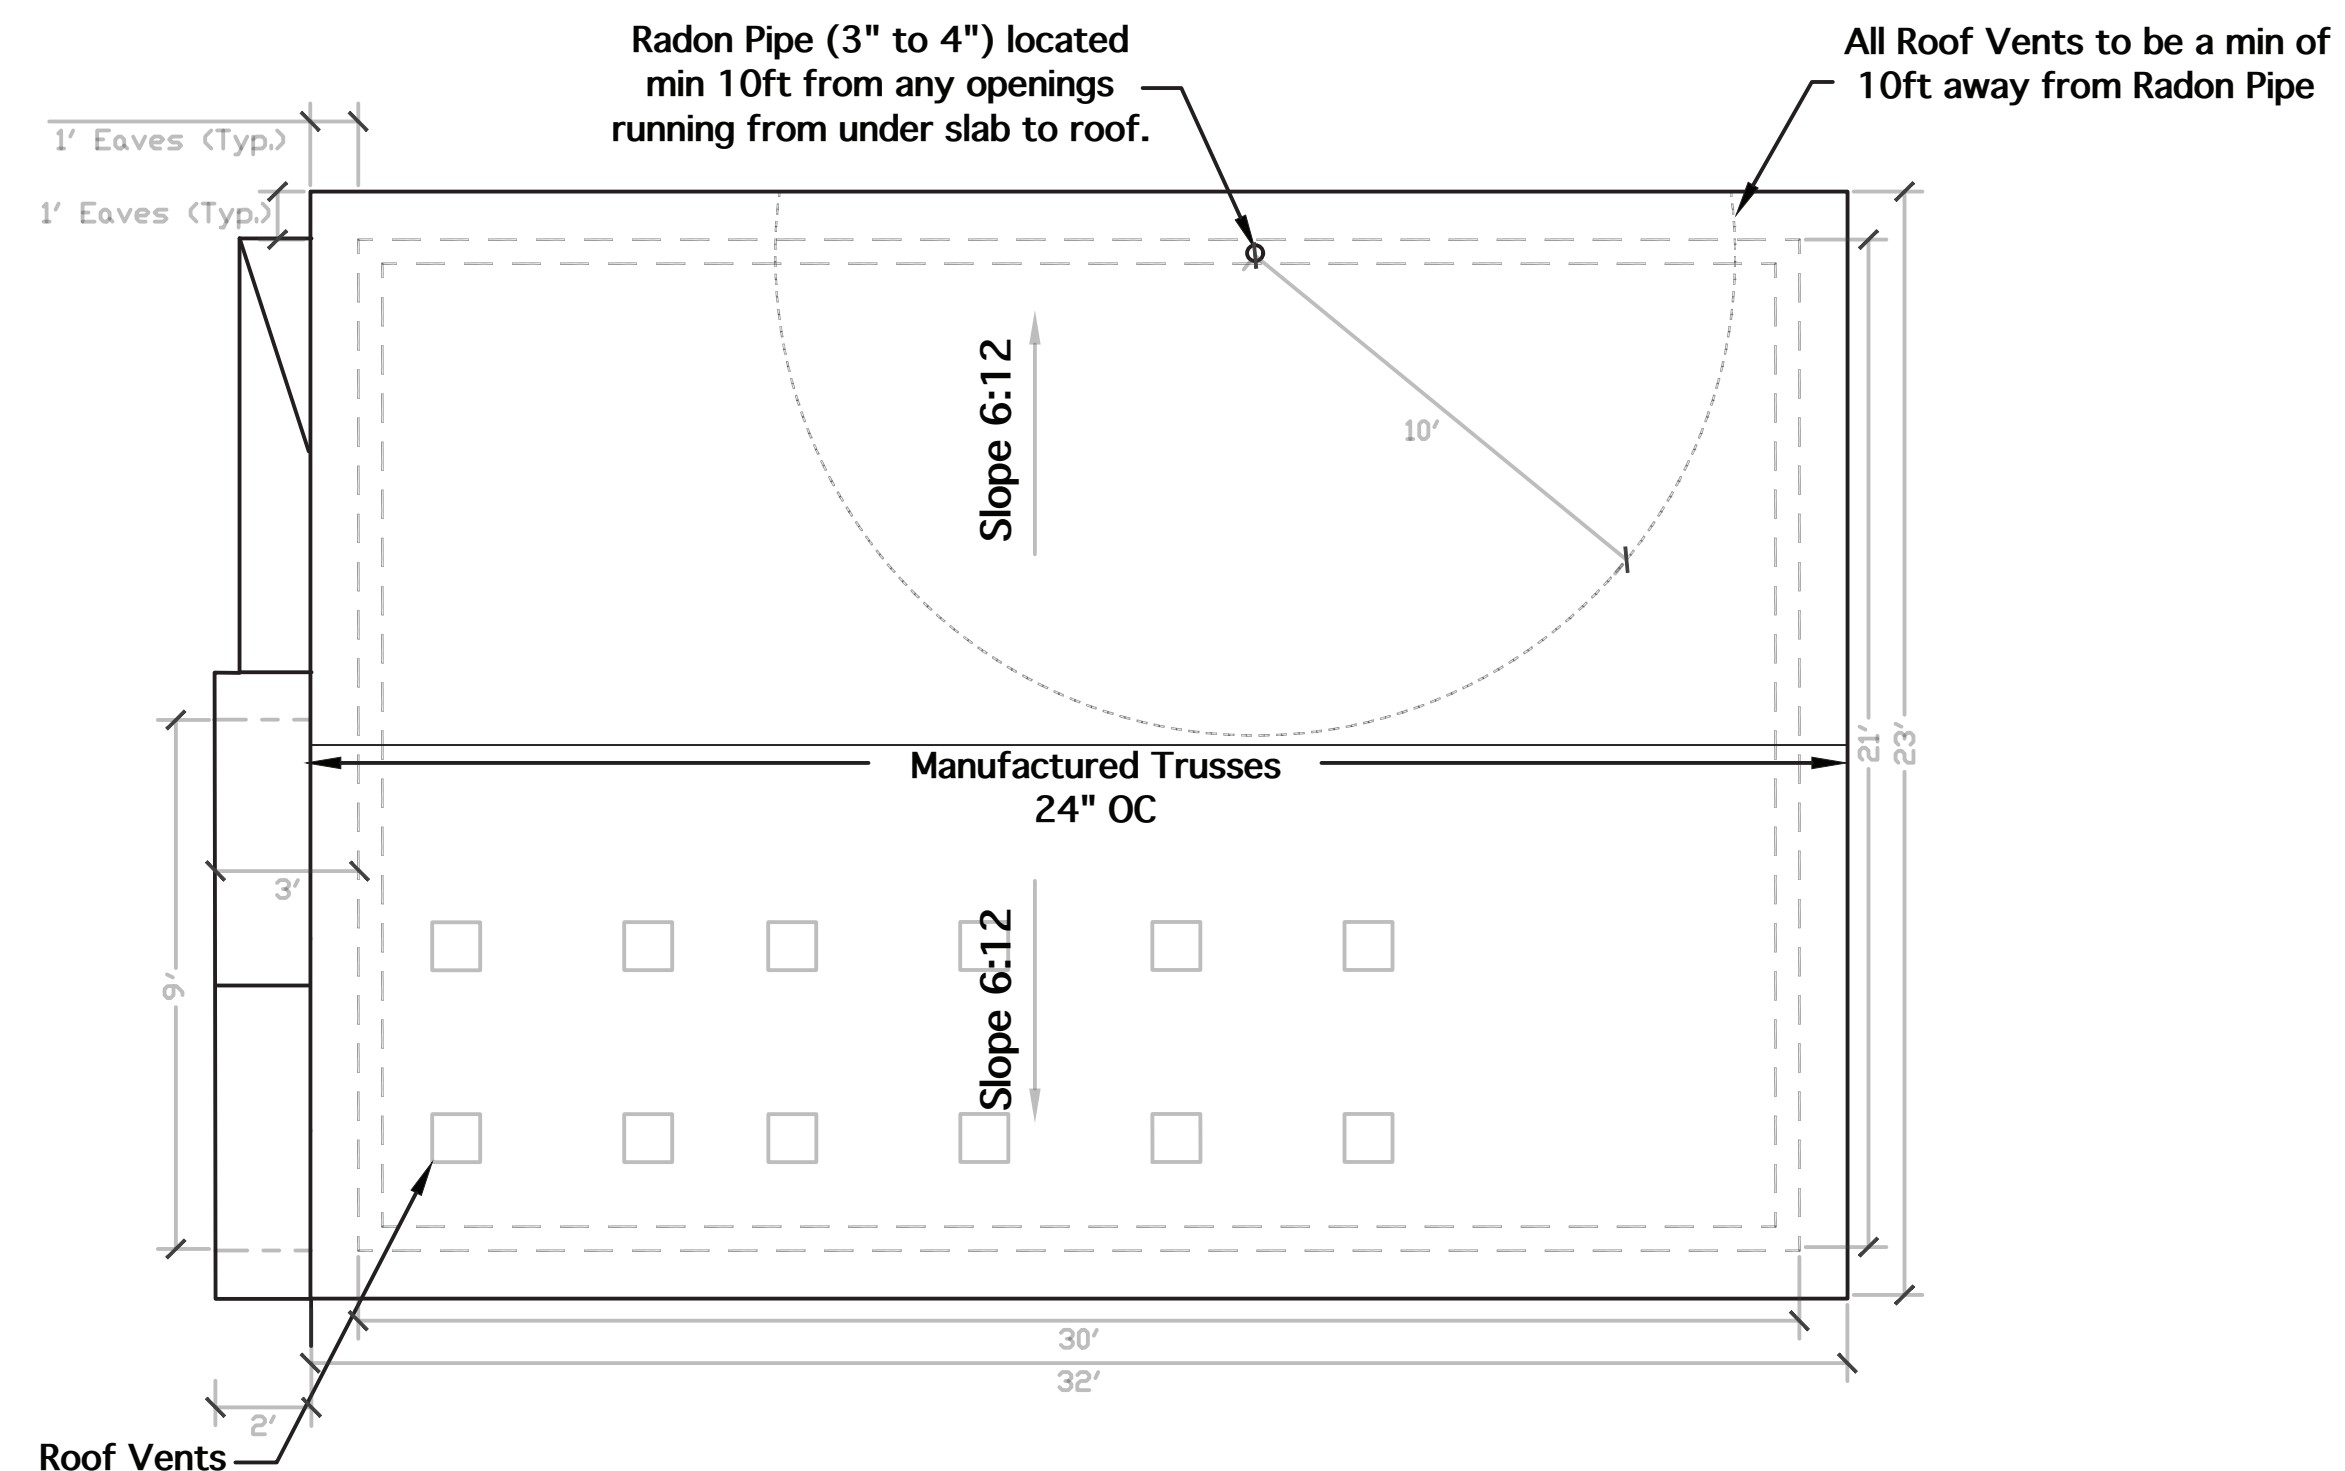 Radon Pipe (3" to 4") located
min 10ft from any openings
running from under slab to roof.
All Roof Vents to be a min of
10ft away from Radon Pipe
1' Eaves (Typ.)
1' Eaves (Typ.)
Slope 6:12
10'
21'
23'
Manufactured Trusses
24" OC
3'
9'
Slope 6:12
30'
32'
2'
Roof Vents